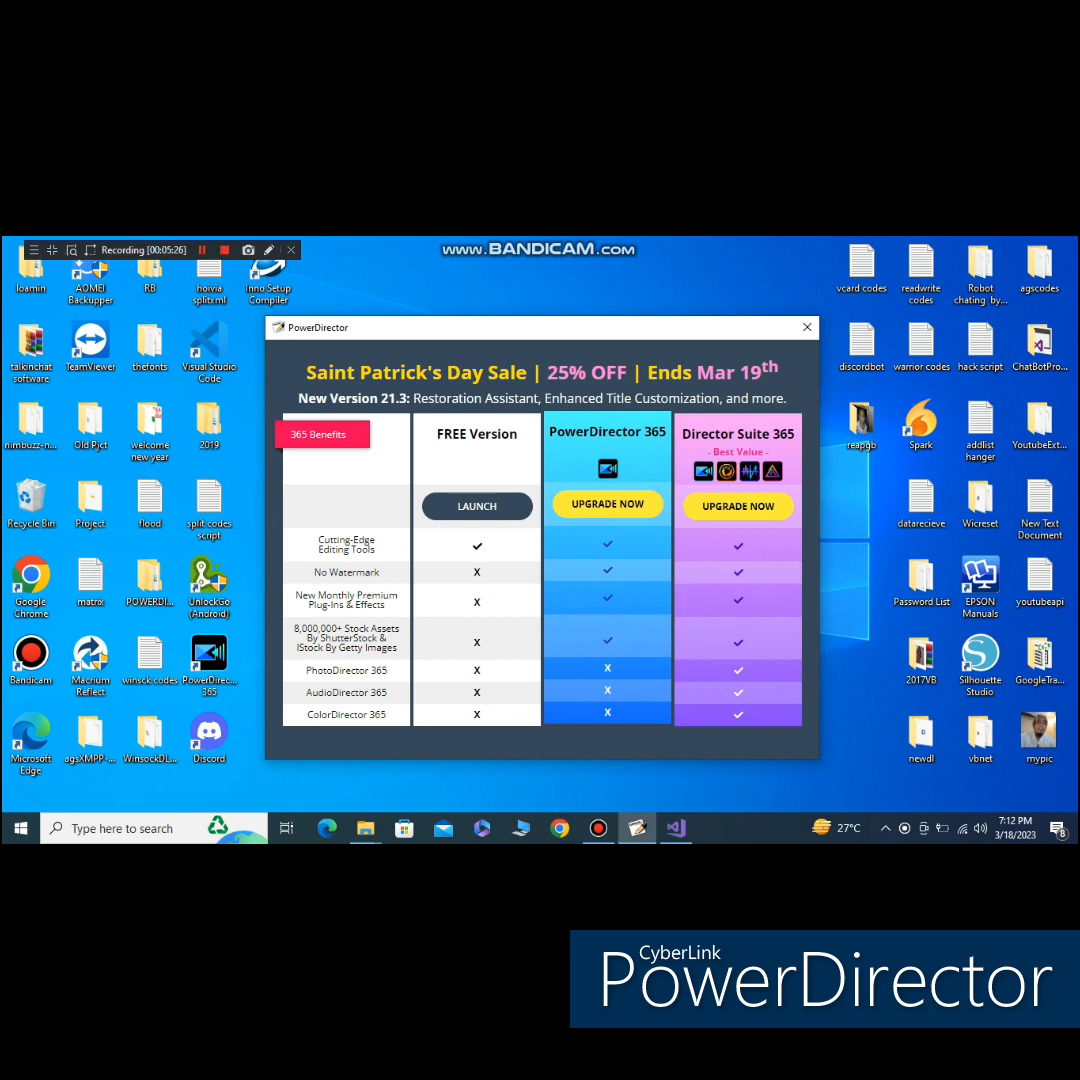 Recording [00:05:26]
www.BANDICAM.com
loamin
AOMEI
Backupper
RB
hoivia
splitxml
Inno Setup
Compiler
vcard codes
readwrite
codes
Robot
chating by...
agscodes
talkinchat
software
TeamViewer
thefonts
Visual Studio
Code
discordbot
warrior codes
hack script
ChatBotPro...
nimbuzz-n...
Old Pjct
welcome
new year
2019
reapgb
Spark
addlist
hanger
YoutubeExt...
Recycle Bin
Project
flood
split codes
script
datarecieve
Wicreset
New Text
Document
Google
Chrome
matrix
POWERDI...
UnlockGo
(Android)
Password List
EPSON
Manuals
youtubeapi
Bandicam
Macrium
Reflect
winsck codes
PowerDirec...
365
2017VB
Silhouette
Studio
GoogleTra...
Microsoft
Edge
agsXMPP-...
WinsockDL...
Discord
newdl
vbnet
mypic
PowerDirector
Saint Patrick's Day Sale | 25% OFF | Ends Mar 19th
New Version 21.3: Restoration Assistant, Enhanced Title Customization, and more.
365 Benefits
FREE Version
PowerDirector 365
Director Suite 365
- Best Value -
LAUNCH
UPGRADE NOW
UPGRADE NOW
Cutting-Edge
Editing Tools
No Watermark
X
New Monthly Premium
Plug-Ins & Effects
X
8,000,000+ Stock Assets
By ShutterStock &
iStock By Getty Images
X
PhotoDirector 365
X
X
AudioDirector 365
X
X
ColorDirector 365
X
X
Type here to search
27°C
7:12 PM
3/18/2023
8
CyberLink
PowerDirector